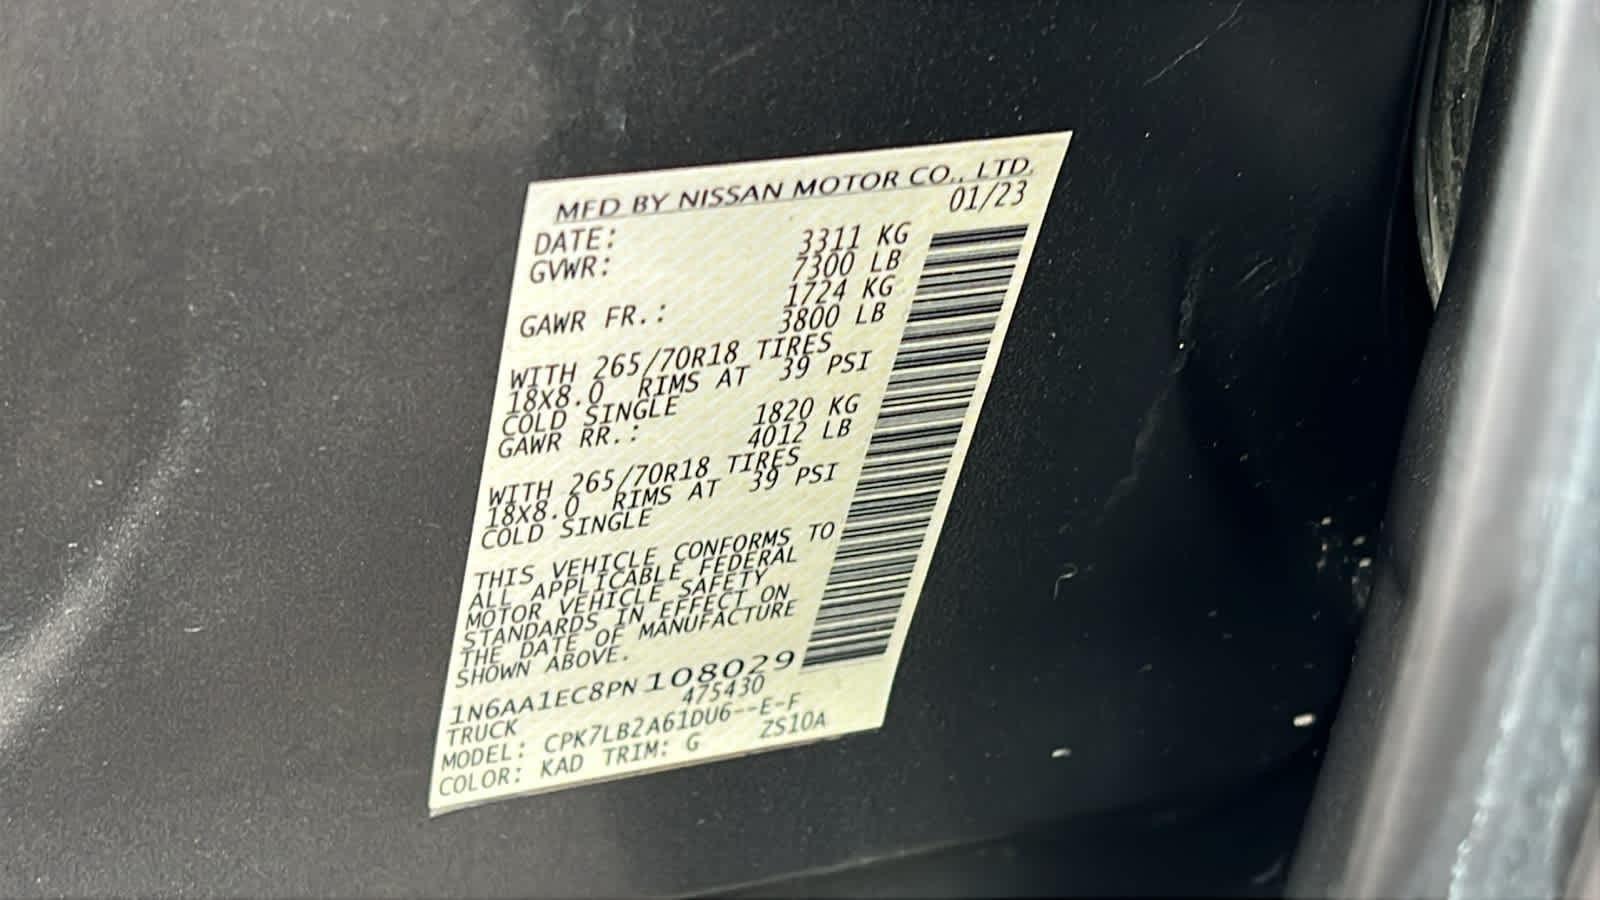 MFD BY NISSAN MOTOR CO., LTD.
DATE: 01/23
GVWR: 3311 KG
7300 LB
GAWR FR.: 1724 KG
3800 LB
WITH 265/70R18 TIRES
18X8.0 RIMS AT 39 PSI
COLD SINGLE
GAWR RR.: 1820 KG
4012 LB
WITH 265/70R18 TIRES
18X8.0 RIMS AT 39 PSI
COLD SINGLE
THIS VEHICLE CONFORMS TO
ALL APPLICABLE FEDERAL
MOTOR VEHICLE SAFETY
STANDARDS IN EFFECT ON
THE DATE OF MANUFACTURE
SHOWN ABOVE.
1N6AA1EC8PN108029
TRUCK 475430
MODEL: CPK7LB2A61DU6--E-F
COLOR: KAD TRIM: G ZS10A